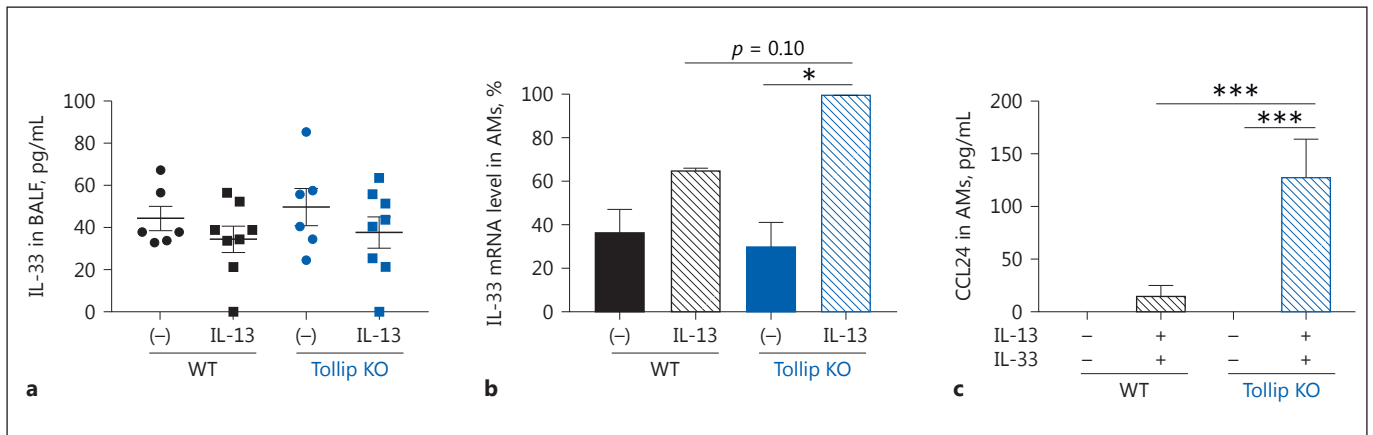 IL-33 in BALF, pg/mL
100
80
60
40
20
0
(–) IL-13 (–) IL-13
WT Tollip KO
a
p = 0.10
*
IL-33 mRNA level in AMs, %
100
80
60
40
20
0
(–) IL-13 (–) IL-13
WT Tollip KO
b
***
***
CCL24 in AMs, pg/mL
200
150
100
50
0
IL-13 – + – +
IL-33 – + – +
WT Tollip KO
c